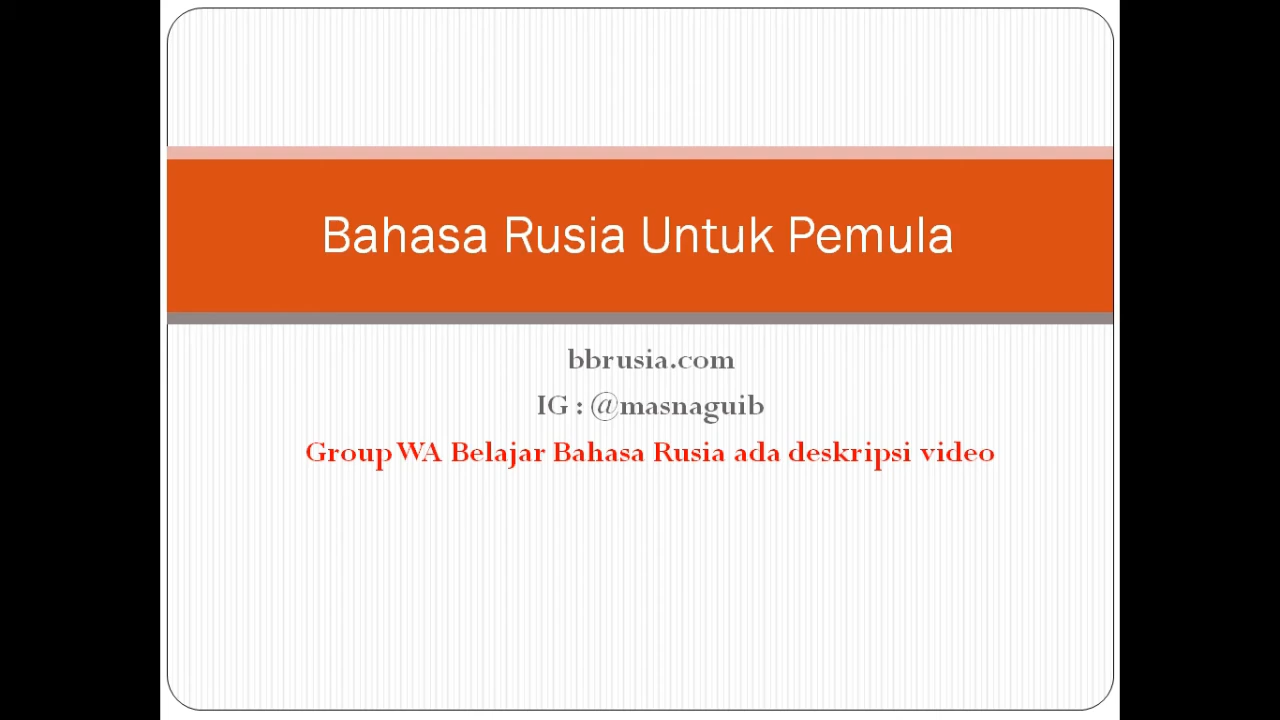 Bahasa Rusia Untuk Pemula
bbrusia.com
IG : @masnaguib
Group WA Belajar Bahasa Rusia ada deskripsi video